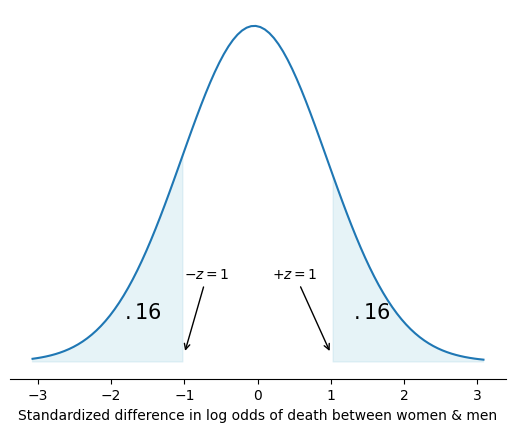 −z = 1 +z = 1
.16 .16
−3 −2 −1 0 1 2 3
Standardized difference in log odds of death between women & men